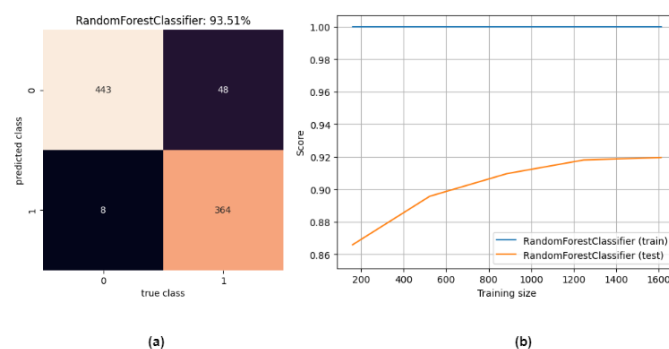 RandomForestClassifier: 93.51%
0
443
48
predicted class
1
8
364
0
1
true class
(a)
1.00
0.98
0.96
0.94
0.92
0.90
0.88
0.86
Score
RandomForestClassifier (train)
RandomForestClassifier (test)
200 400 600 800 1000 1200 1400 1600
Training size
(b)